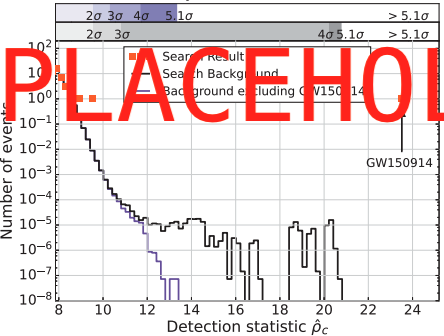 2σ 3σ 4σ 5.1σ > 5.1σ
2σ 3σ 4σ 5.1σ > 5.1σ
PLACEHOL
Search Result
Search Background
Background excluding GW150914
GW150914
Number of events
10² 10¹ 10⁰ 10⁻¹ 10⁻² 10⁻³ 10⁻⁴ 10⁻⁵ 10⁻⁶ 10⁻⁷ 10⁻⁸
8 10 12 14 16 18 20 22 24
Detection statistic ρ̂c